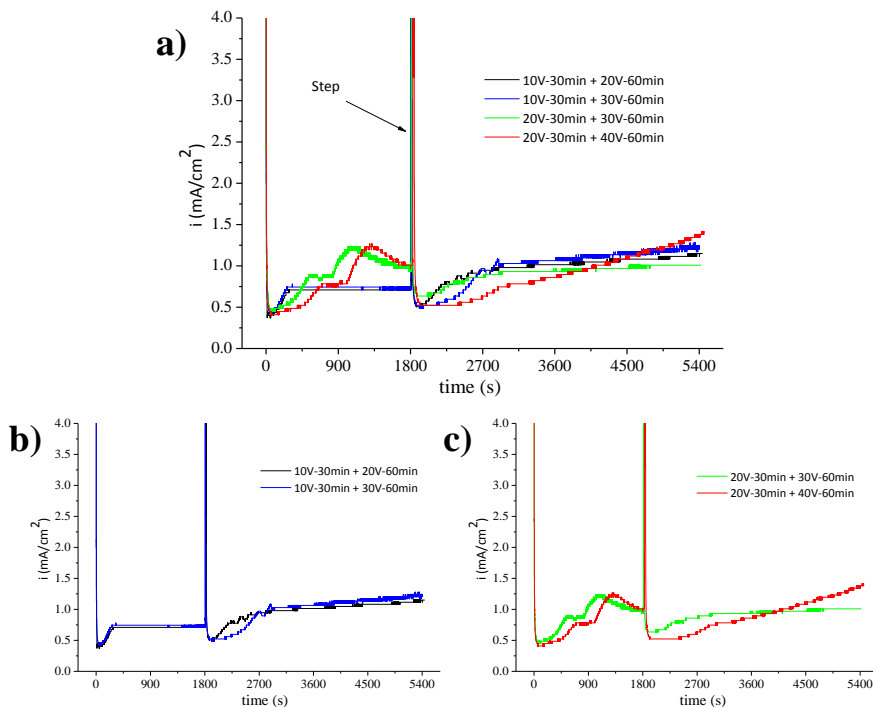 a)
4.0
3.5
3.0
2.5
2.0
1.5
1.0
0.5
0.0
i (mA/cm²)
Step
10V-30min + 20V-60min
10V-30min + 30V-60min
20V-30min + 30V-60min
20V-30min + 40V-60min
0 900 1800 2700 3600 4500 5400
time (s)
b)
4.0
3.5
3.0
2.5
2.0
1.5
1.0
0.5
0.0
i (mA/cm²)
10V-30min + 20V-60min
10V-30min + 30V-60min
0 900 1800 2700 3600 4500 5400
time (s)
c)
4.0
3.5
3.0
2.5
2.0
1.5
1.0
0.5
0.0
i (mA/cm²)
20V-30min + 30V-60min
20V-30min + 40V-60min
0 900 1800 2700 3600 4500 5400
time (s)